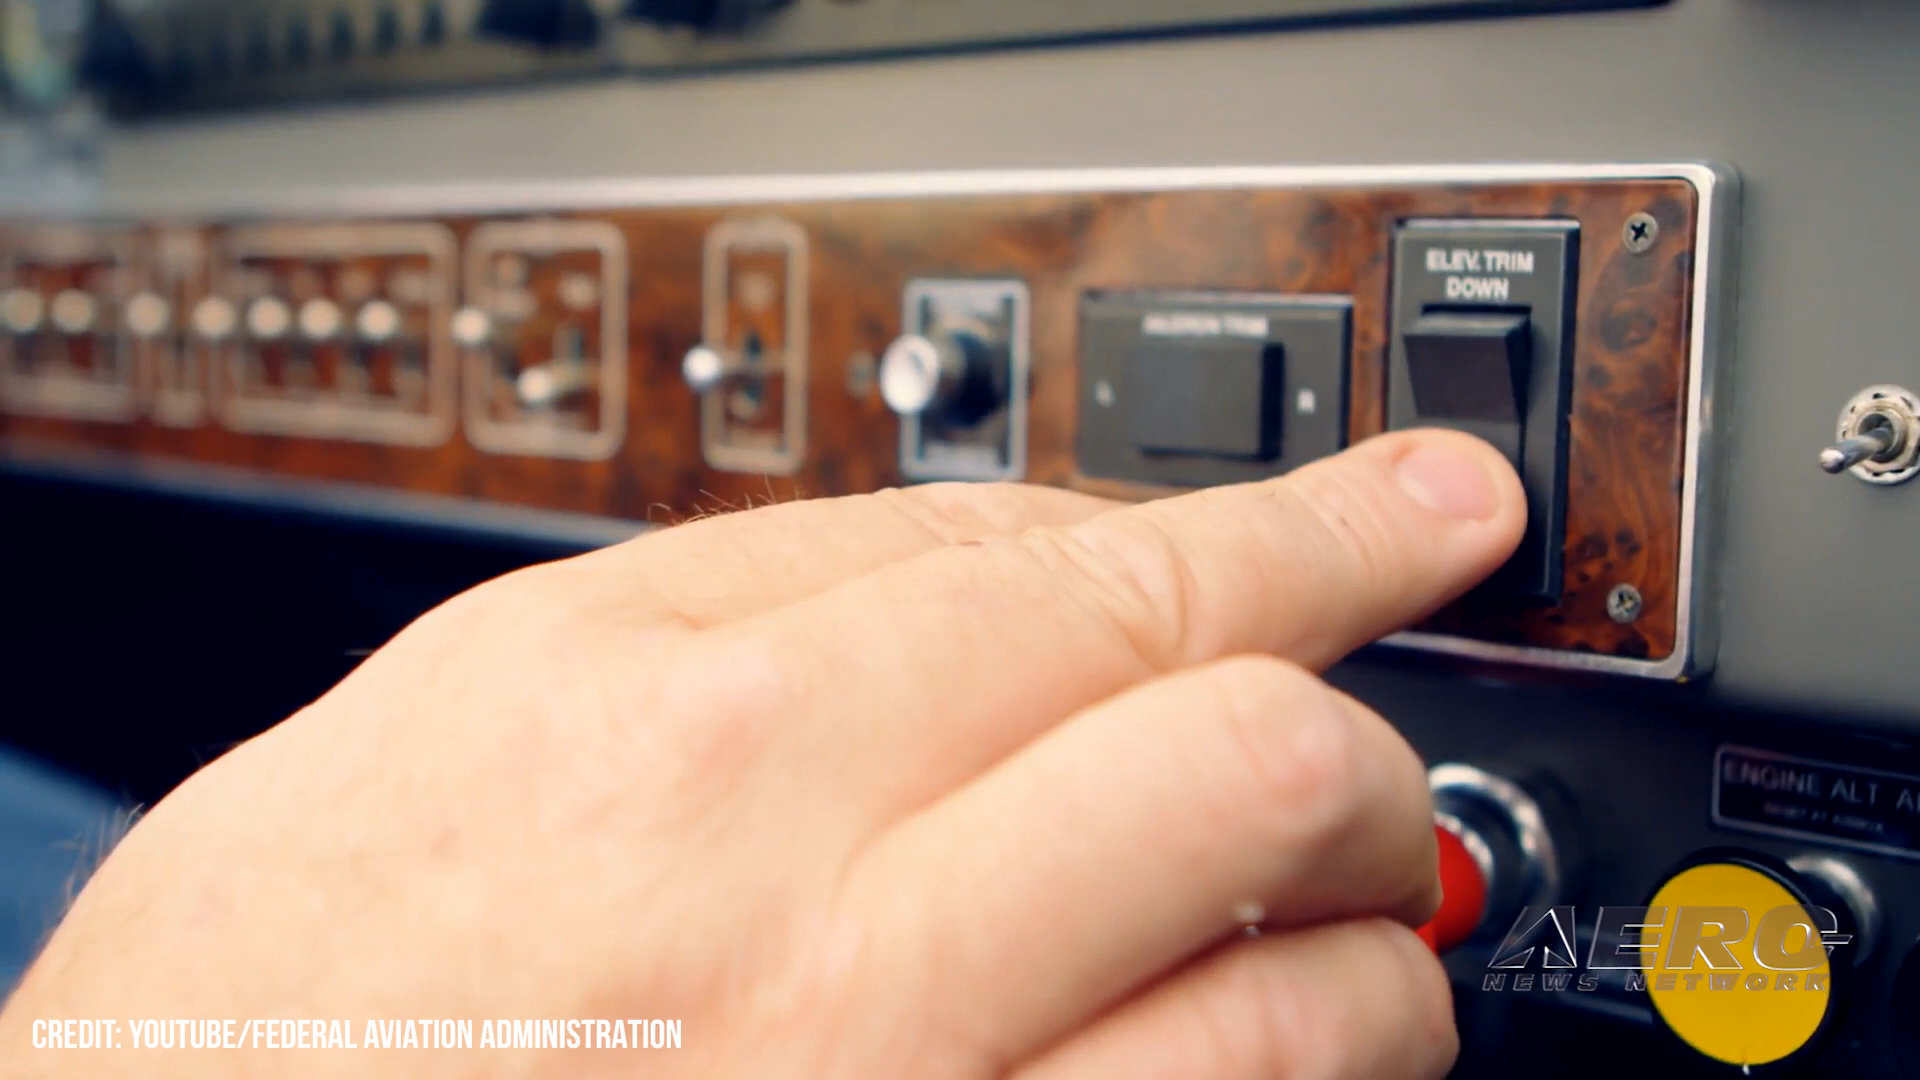 ELEV. TRIM
DOWN
AILERON TRIM
L
R
ENGINE ALT A
AERO
NEWS NETWORK
CREDIT: YOUTUBE/FEDERAL AVIATION ADMINISTRATION